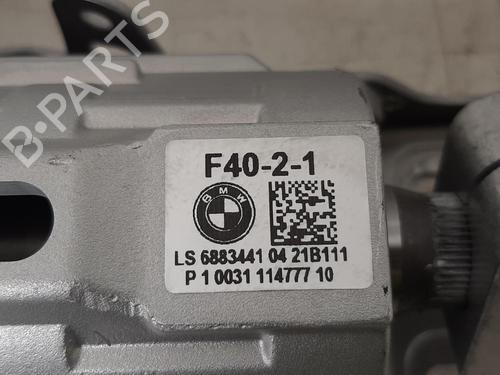 B-PARTS
F40-2-1
BMW
LS 6883441 04 21B111
P 1 0031 114777 10